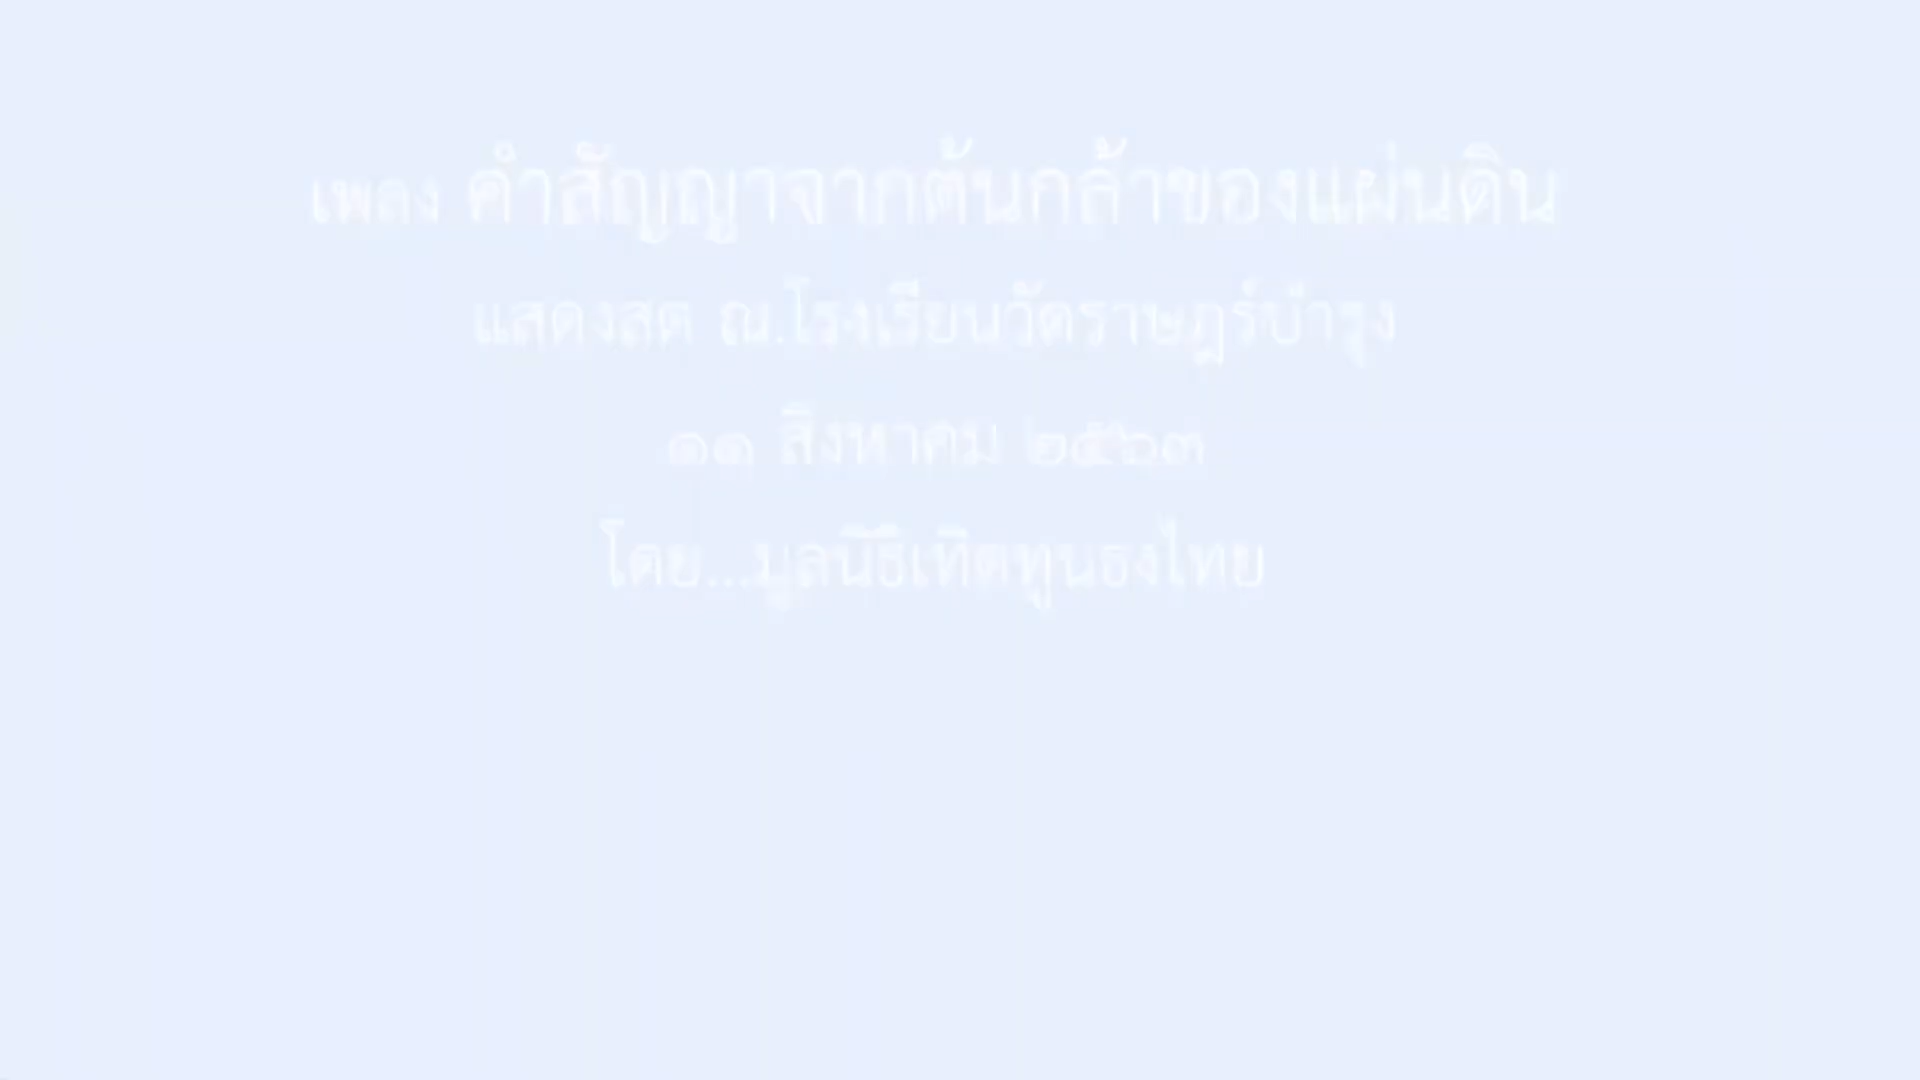 เพลง คำสัญญาจากต้นกล้าของแผ่นดิน
แสดงสด ณ.โรงเรียนวัดราษฎร์บำรุง
๑๑ สิงหาคม ๒๕๖๓
โดย...มูลนิธิเทิดทูนธงไทย